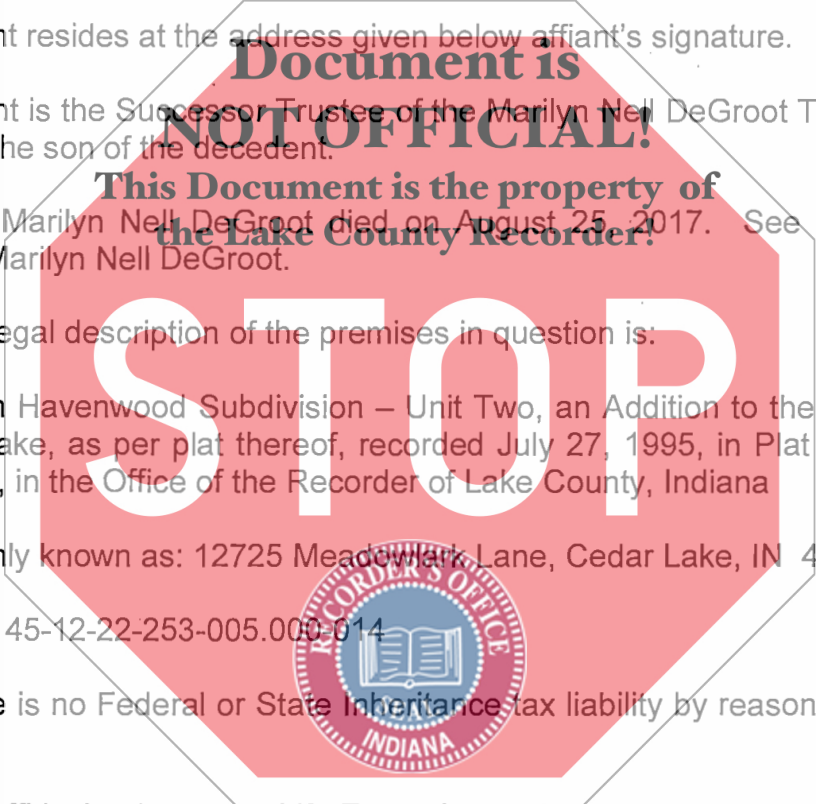 nt resides at the address given below affiant's signature.
Document is
nt is the Successor Trustee of the Marilyn Nell DeGroot T
NOT OFFICIAL!
he son of the decedent.
This Document is the property of
Marilyn Nell DeGroot died on August 25, 2017. See
the Lake County Recorder!
Marilyn Nell DeGroot.
STOP
egal description of the premises in question is:
n Havenwood Subdivision – Unit Two, an Addition to the
ake, as per plat thereof, recorded July 27, 1995, in Plat
, in the Office of the Recorder of Lake County, Indiana
nly known as: 12725 Meadowlark Lane, Cedar Lake, IN 4
RECORDER'S OFFICE
45-12-22-253-005.000-014
e is no Federal or State Inheritance tax liability by reason
SEAL
INDIANA